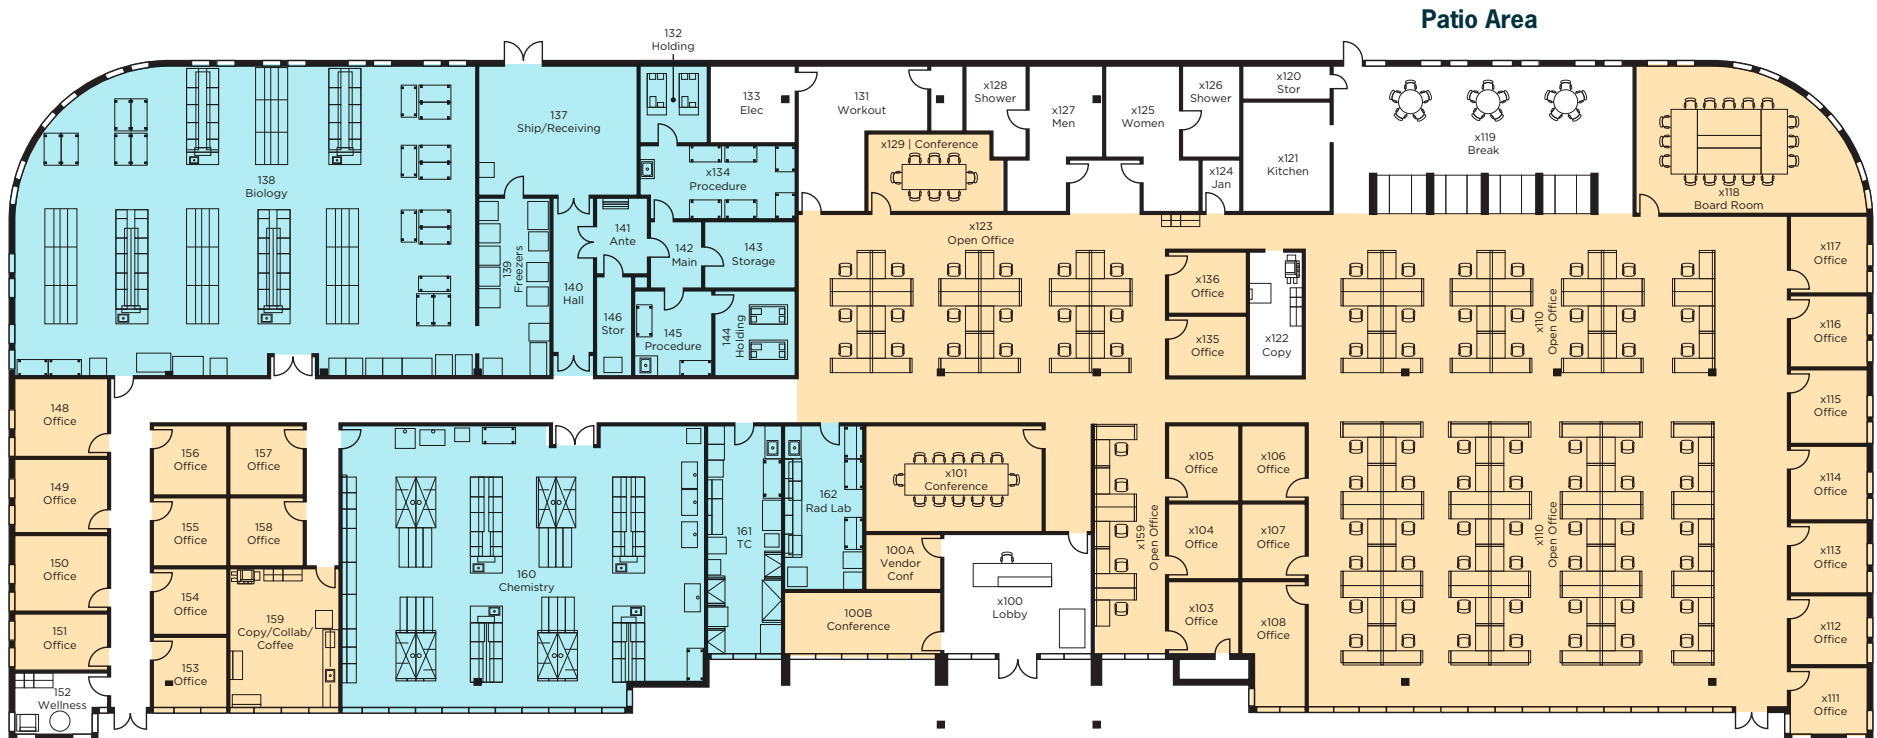 Patio Area
132
Holding
133
Elec
131
Workout
x128
Shower
x127
Men
x125
Women
x126
Shower
x120
Stor
x119
Break
x121
Kitchen
x124
Jan
x118
Board Room
137
Ship/Receiving
x129 | Conference
x134
Procedure
138
Biology
139
Freezers
140
Hall
141
Ante
142
Main
143
Storage
146
Stor
145
Procedure
144
Holding
x123
Open Office
x136
Office
x135
Office
x122
Copy
x110
Open Office
x117
Office
x116
Office
x115
Office
x114
Office
x113
Office
x112
Office
x111
Office
148
Office
149
Office
150
Office
151
Office
152
Wellness
156
Office
157
Office
155
Office
158
Office
154
Office
153
Office
159
Copy/Collab/
Coffee
160
Chemistry
161
TC
162
Rad Lab
x101
Conference
100A
Vendor
Conf
100B
Conference
x100
Lobby
x159
Open Office
x105
Office
x106
Office
x104
Office
x107
Office
x103
Office
x108
Office
x110
Open Office